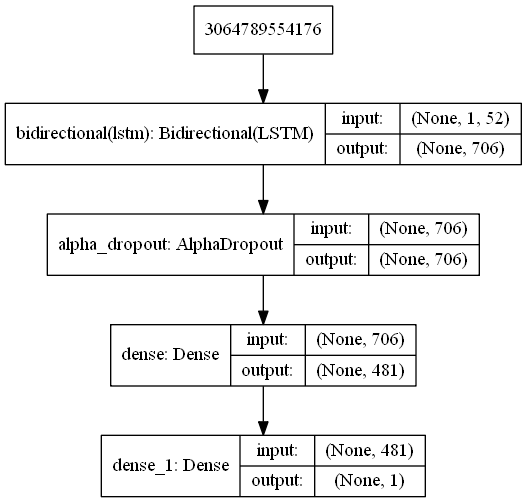 3064789554176
bidirectional(lstm): Bidirectional(LSTM)
input:
(None, 1, 52)
output:
(None, 706)
alpha_dropout: AlphaDropout
input:
(None, 706)
output:
(None, 706)
dense: Dense
input:
(None, 706)
output:
(None, 481)
dense_1: Dense
input:
(None, 481)
output:
(None, 1)